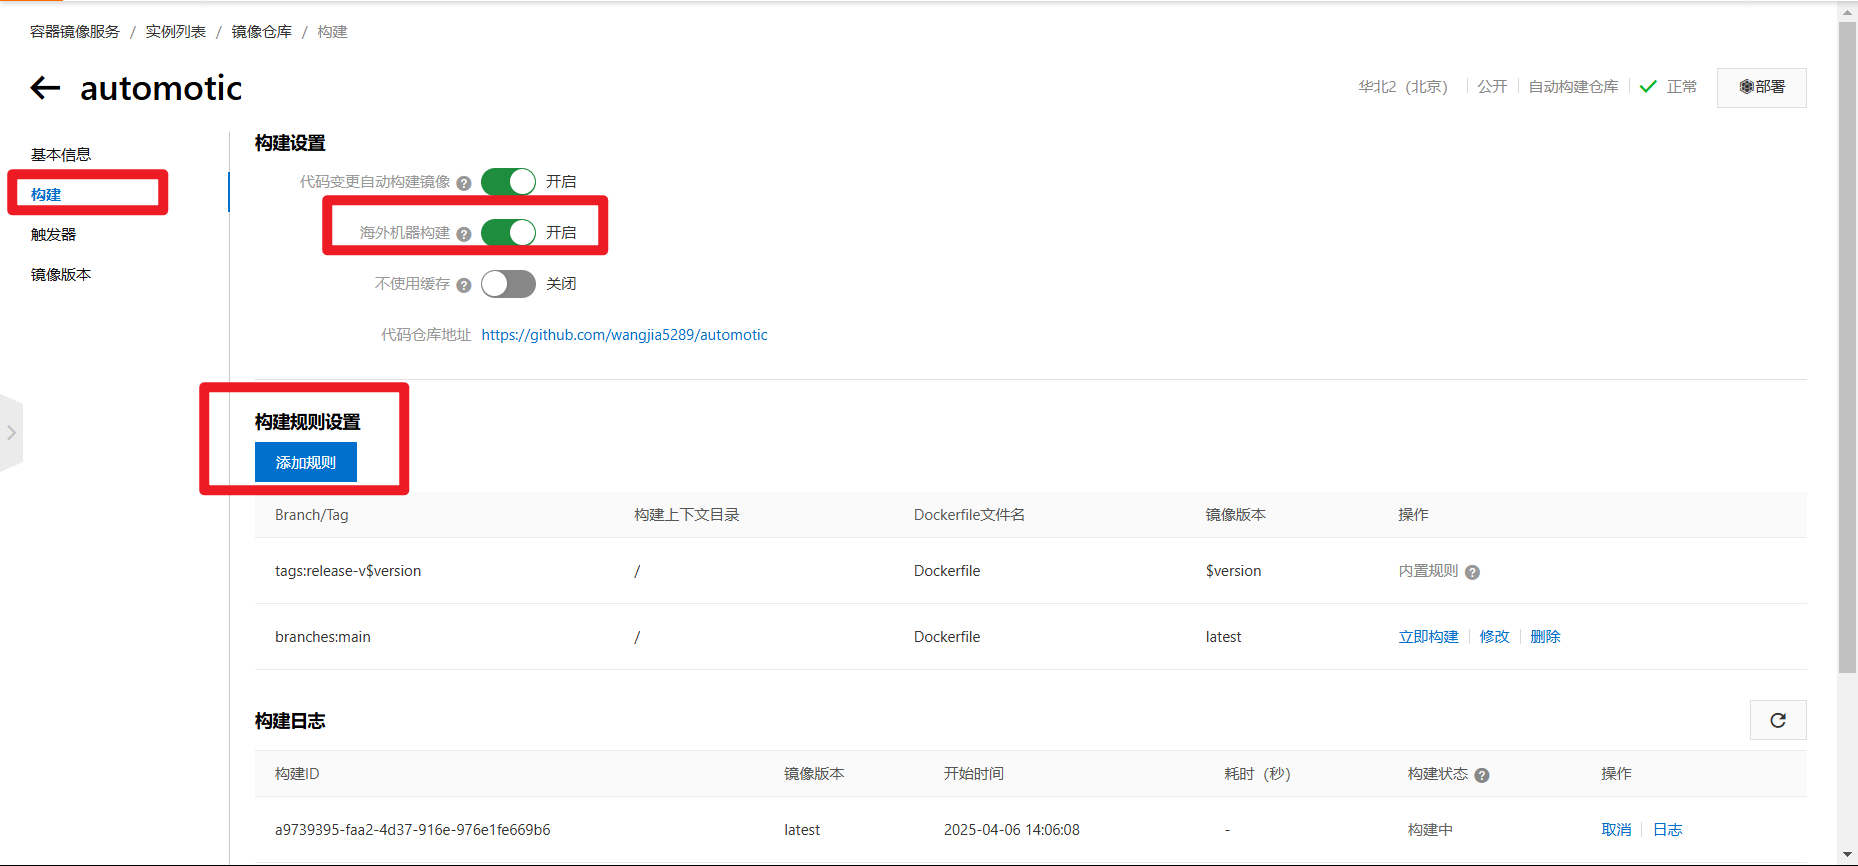 容器镜像服务 / 实例列表 / 镜像仓库 / 构建
automotic
华北2（北京） 公开 自动构建仓库 正常 部署
基本信息
构建
触发器
镜像版本
构建设置
代码变更自动构建镜像 ? 开启
海外机器构建 ? 开启
不使用缓存 ? 关闭
代码仓库地址 https://github.com/wangjia5289/automotic
构建规则设置
添加规则
Branch/Tag 构建上下文目录 Dockerfile文件名 镜像版本 操作
tags:release-v$version / Dockerfile $version 内置规则 ?
branches:main / Dockerfile latest 立即构建 修改 删除
构建日志
构建ID 镜像版本 开始时间 耗时（秒） 构建状态 ? 操作
a9739395-faa2-4d37-916e-976e1fe669b6 latest 2025-04-06 14:06:08 - 构建中 取消 日志